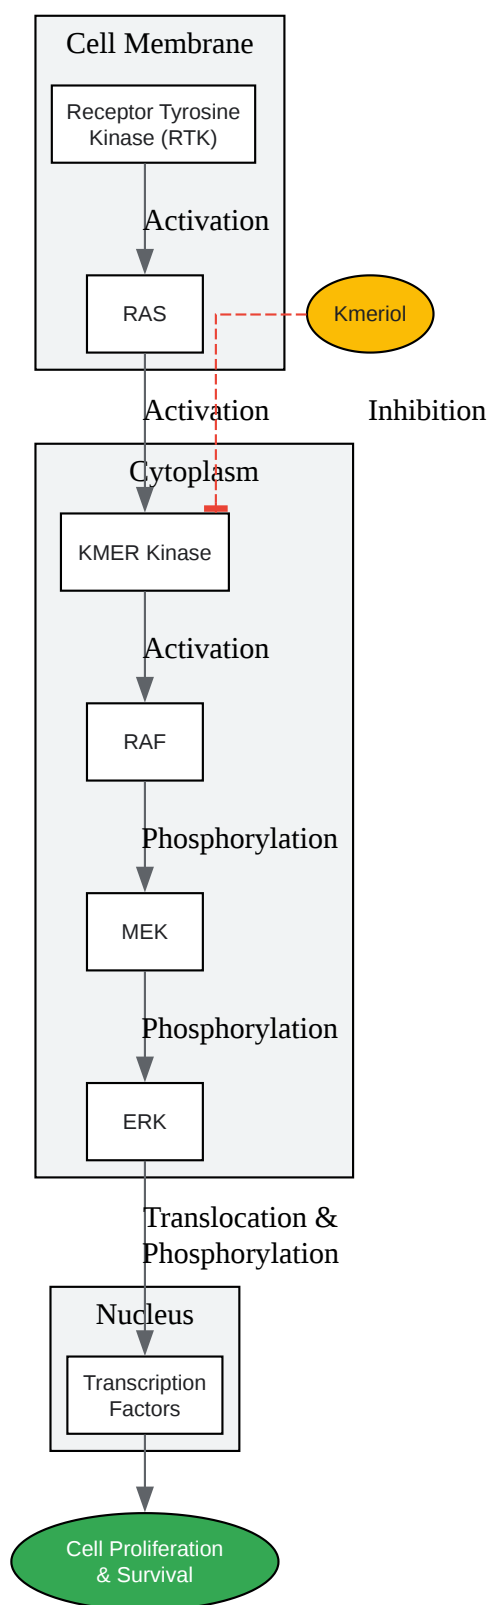 Cell Membrane
Receptor Tyrosine
Kinase (RTK)
Activation
RAS
Kmeriol
Activation
Inhibition
Cytoplasm
KMER Kinase
Activation
RAF
Phosphorylation
MEK
Phosphorylation
ERK
Translocation &
Phosphorylation
Nucleus
Transcription
Factors
Cell Proliferation
& Survival